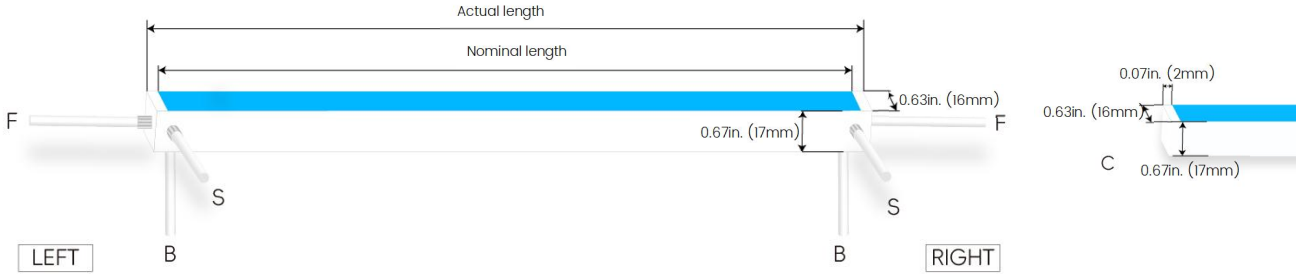 Actual length
Nominal length
0.07in. (2mm)
0.63in. (16mm)
0.63in. (16mm)
F
F
0.67in. (17mm)
C
0.67in. (17mm)
S
S
LEFT
B
B
RIGHT